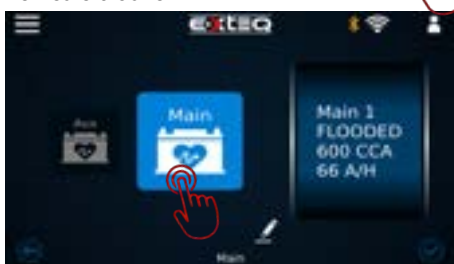 exteq
Aux
Main
Main 1
FLOODED
600 CCA
66 A/H
Main